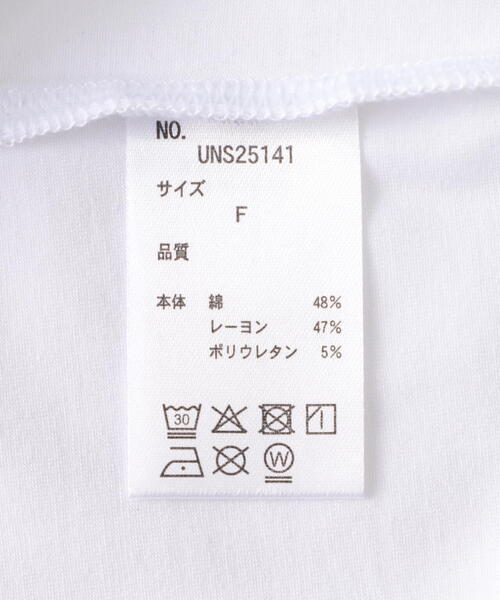 NO.
UNS25141
サイズ
F
品質
本体 綿 48%
レーヨン 47%
ポリウレタン 5%
30
W